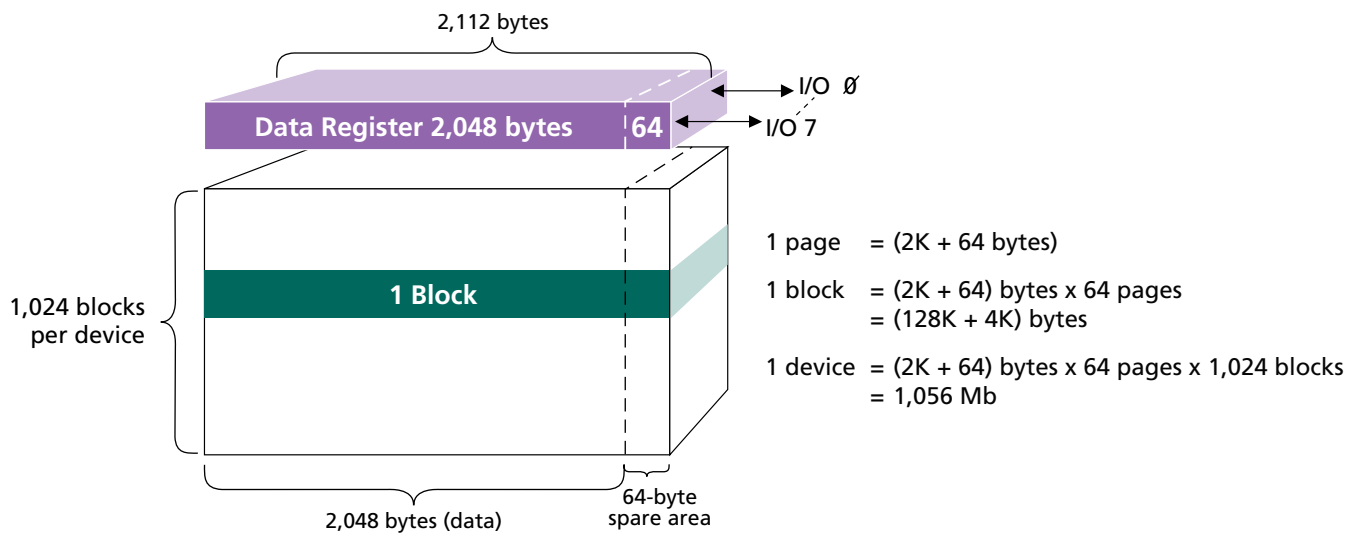 2,112 bytes
I/O 0̸
Data Register 2,048 bytes 64
I/O 7
1 page = (2K + 64 bytes)
1 Block
1 block = (2K + 64) bytes x 64 pages
= (128K + 4K) bytes
1,024 blocks
per device
1 device = (2K + 64) bytes x 64 pages x 1,024 blocks
= 1,056 Mb
2,048 bytes (data)
64-byte
spare area